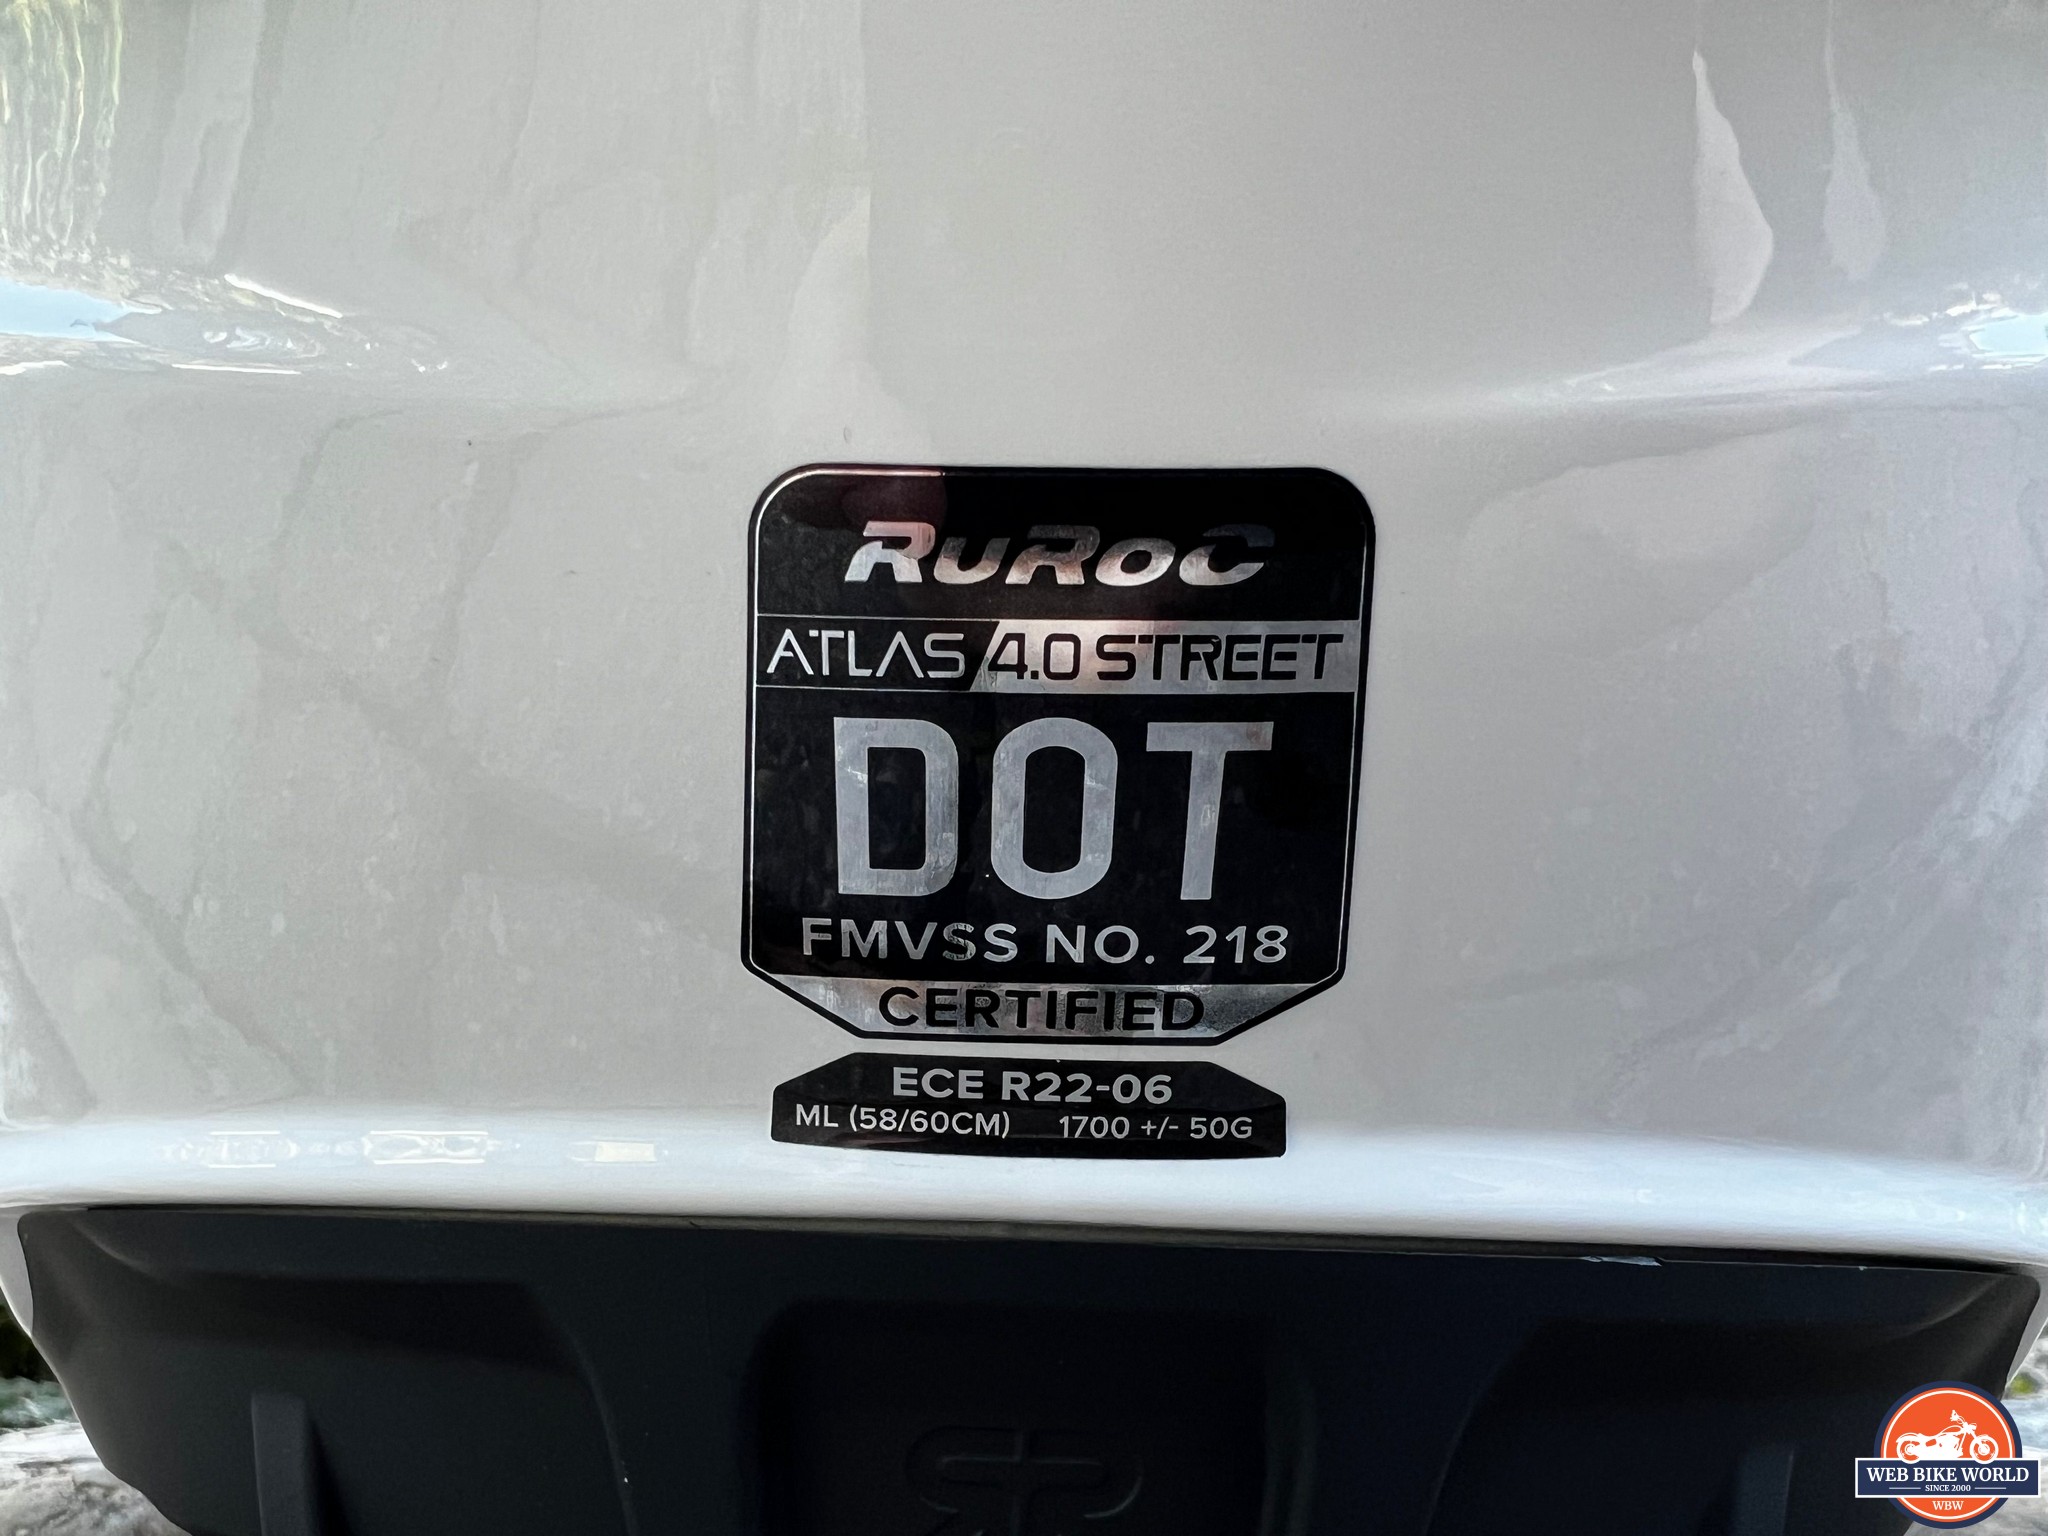 RuRoC
ATLAS 4.0 STREET
DOT
FMVSS NO. 218
CERTIFIED
ECE R22-06
ML (58/60CM) 1700 +/- 50G
WEB BIKE WORLD
SINCE 2000
WBW